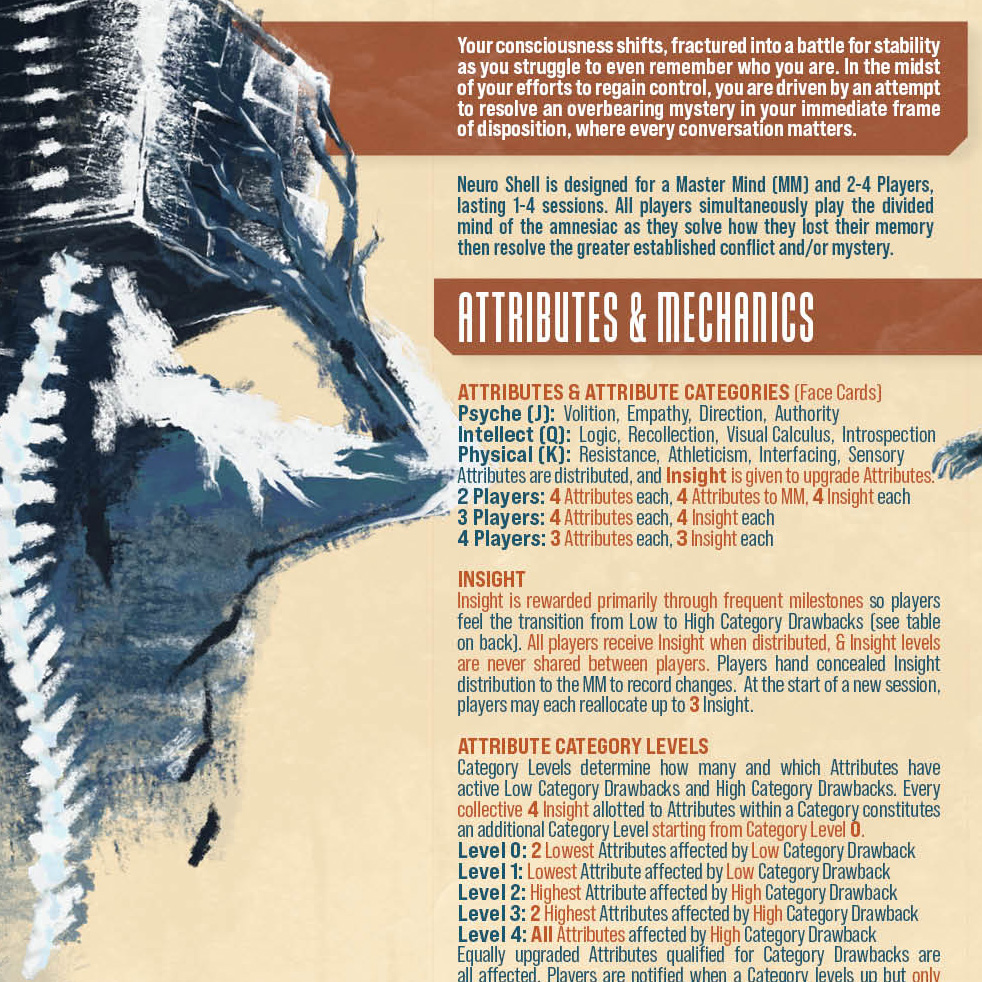 Your consciousness shifts, fractured into a battle for stability
as you struggle to even remember who you are. In the midst
of your efforts to regain control, you are driven by an attempt
to resolve an overbearing mystery in your immediate frame
of disposition, where every conversation matters.
Neuro Shell is designed for a Master Mind (MM) and 2-4 Players,
lasting 1-4 sessions. All players simultaneously play the divided
mind of the amnesiac as they solve how they lost their memory
then resolve the greater established conflict and/or mystery.
ATTRIBUTES & MECHANICS
ATTRIBUTES & ATTRIBUTE CATEGORIES (Face Cards)
Psyche (J): Volition, Empathy, Direction, Authority
Intellect (Q): Logic, Recollection, Visual Calculus, Introspection
Physical (K): Resistance, Athleticism, Interfacing, Sensory
Attributes are distributed, and Insight is given to upgrade Attributes.
2 Players: 4 Attributes each, 4 Attributes to MM, 4 Insight each
3 Players: 4 Attributes each, 4 Insight each
4 Players: 3 Attributes each, 3 Insight each
INSIGHT
Insight is rewarded primarily through frequent milestones so players
feel the transition from Low to High Category Drawbacks (see table
on back). All players receive Insight when distributed, & Insight levels
are never shared between players. Players hand concealed Insight
distribution to the MM to record changes. At the start of a new session,
players may each reallocate up to 3 Insight.
ATTRIBUTE CATEGORY LEVELS
Category Levels determine how many and which Attributes have
active Low Category Drawbacks and High Category Drawbacks. Every
collective 4 Insight allotted to Attributes within a Category constitutes
an additional Category Level starting from Category Level 0.
Level 0: 2 Lowest Attributes affected by Low Category Drawback
Level 1: Lowest Attribute affected by Low Category Drawback
Level 2: Highest Attribute affected by High Category Drawback
Level 3: 2 Highest Attributes affected by High Category Drawback
Level 4: All Attributes affected by High Category Drawback
Equally upgraded Attributes qualified for Category Drawbacks are
all affected. Players are notified when a Category levels up but only